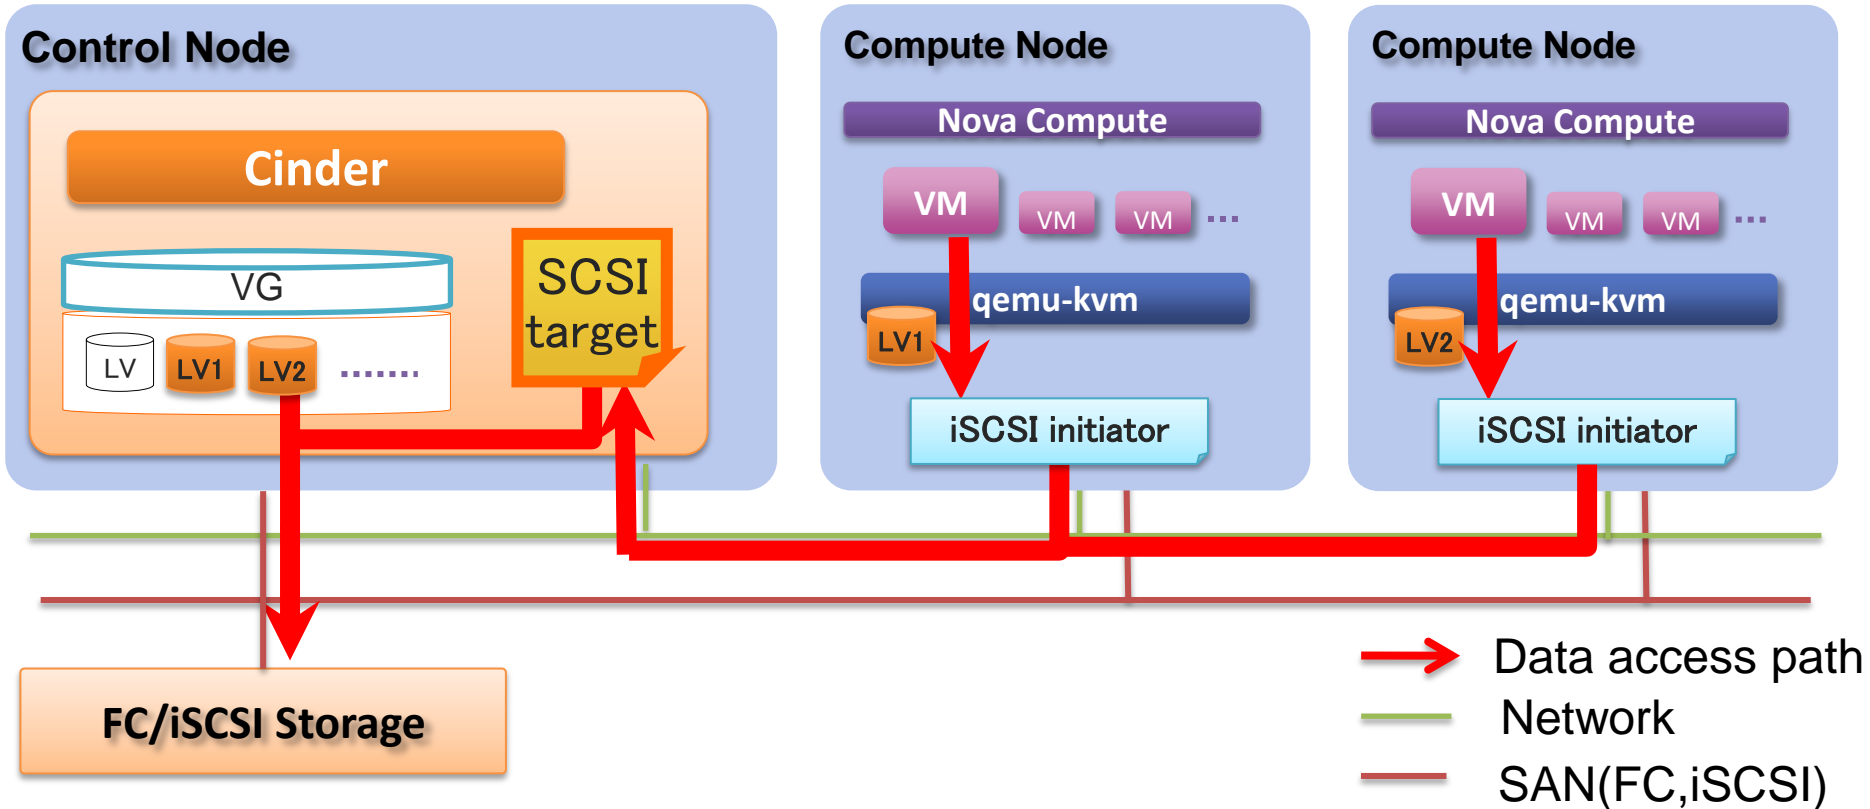 Control Node
Cinder
VG
LV
LV1
LV2
.......
SCSI
target
Compute Node
Nova Compute
VM
VM
VM
...
qemu-kvm
LV1
iSCSI initiator
Compute Node
Nova Compute
VM
VM
VM
...
qemu-kvm
LV2
iSCSI initiator
FC/iSCSI Storage
Data access path
Network
SAN(FC,iSCSI)